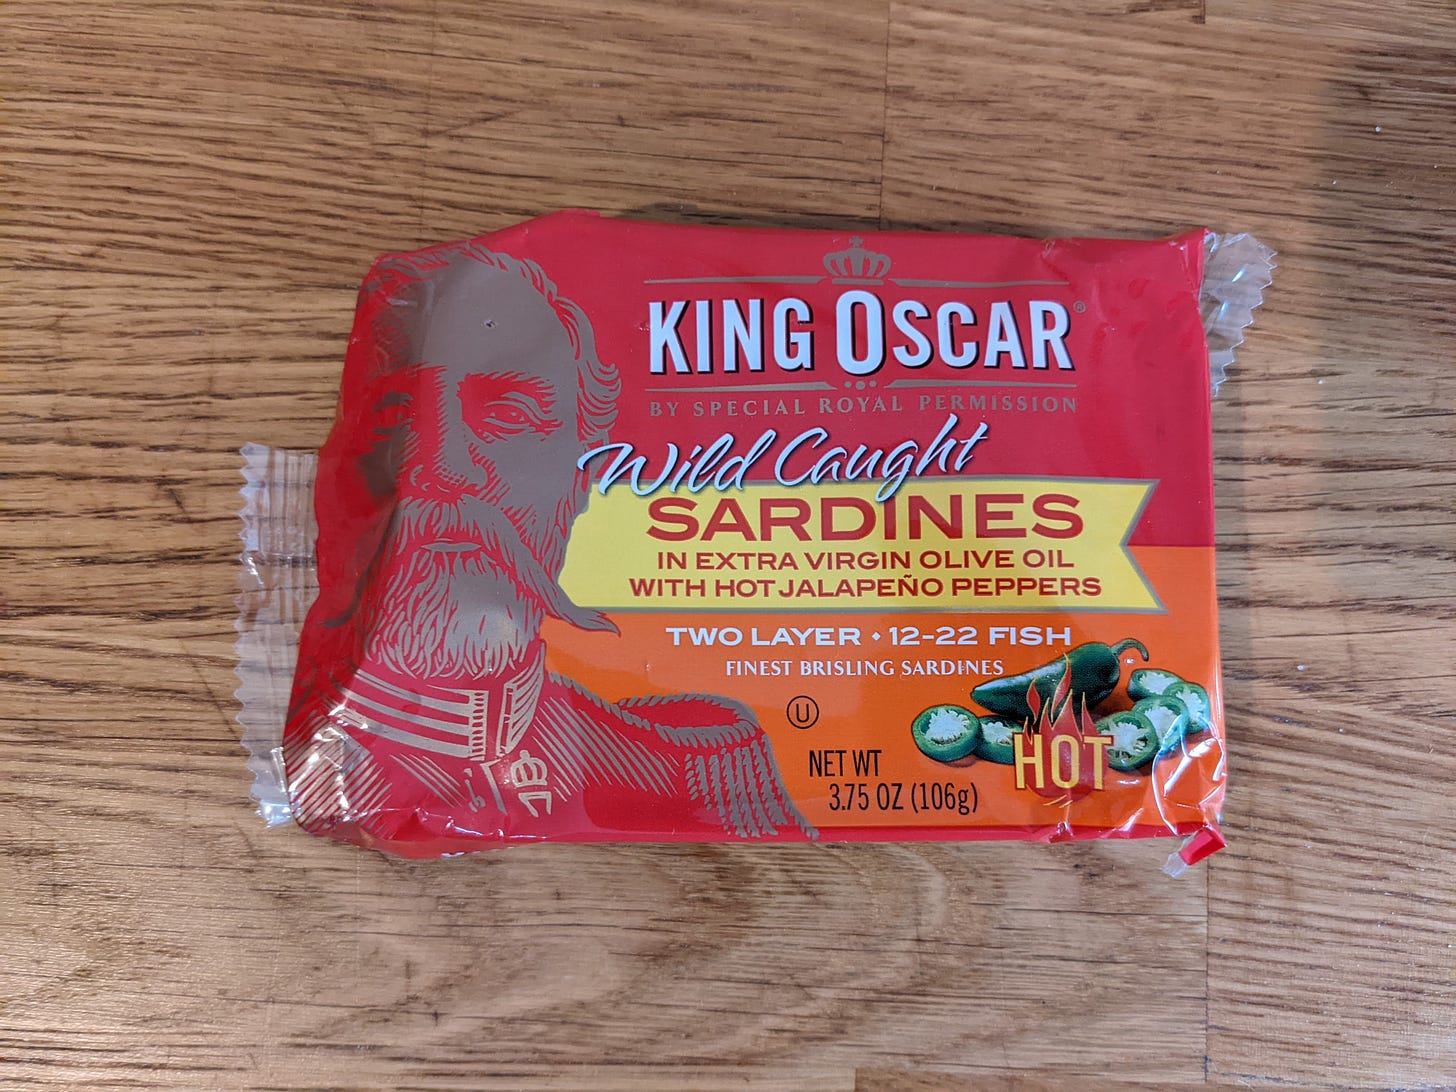 KING OSCAR®
BY SPECIAL ROYAL PERMISSION
Wild Caught
SARDINES
IN EXTRA VIRGIN OLIVE OIL
WITH HOT JALAPEÑO PEPPERS
TWO LAYER • 12-22 FISH
FINEST BRISLING SARDINES
U
HOT
NET WT
3.75 OZ (106g)